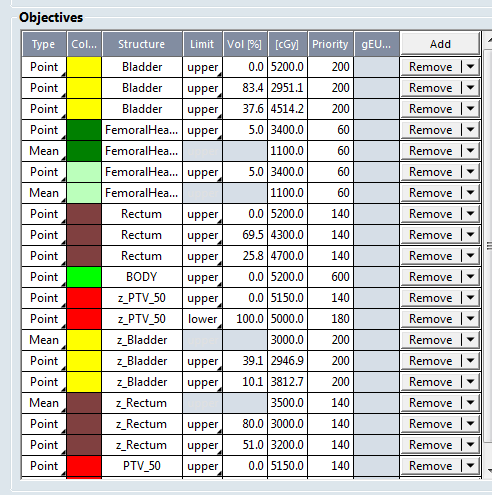 Objectives
Type Col... Structure Limit Vol [%] [cGy] Priority gEU... Add
Point Bladder upper 0.0 5200.0 200 Remove
Point Bladder upper 83.4 2951.1 200 Remove
Point Bladder upper 37.6 4514.2 200 Remove
Point FemoralHea... upper 5.0 3400.0 60 Remove
Mean FemoralHea... 1100.0 60 Remove
Point FemoralHea... upper 5.0 3400.0 60 Remove
Mean FemoralHea... 1100.0 60 Remove
Point Rectum upper 0.0 5200.0 140 Remove
Point Rectum upper 69.5 4300.0 140 Remove
Point Rectum upper 25.8 4700.0 140 Remove
Point BODY upper 0.0 5200.0 600 Remove
Point z_PTV_50 upper 0.0 5150.0 140 Remove
Point z_PTV_50 lower 100.0 5000.0 180 Remove
Mean z_Bladder 3000.0 200 Remove
Point z_Bladder upper 39.1 2946.9 200 Remove
Point z_Bladder upper 10.1 3812.7 200 Remove
Mean z_Rectum 3500.0 140 Remove
Point z_Rectum upper 80.0 3000.0 140 Remove
Point z_Rectum upper 51.0 3200.0 140 Remove
Point PTV_50 upper 0.0 5150.0 140 Remove